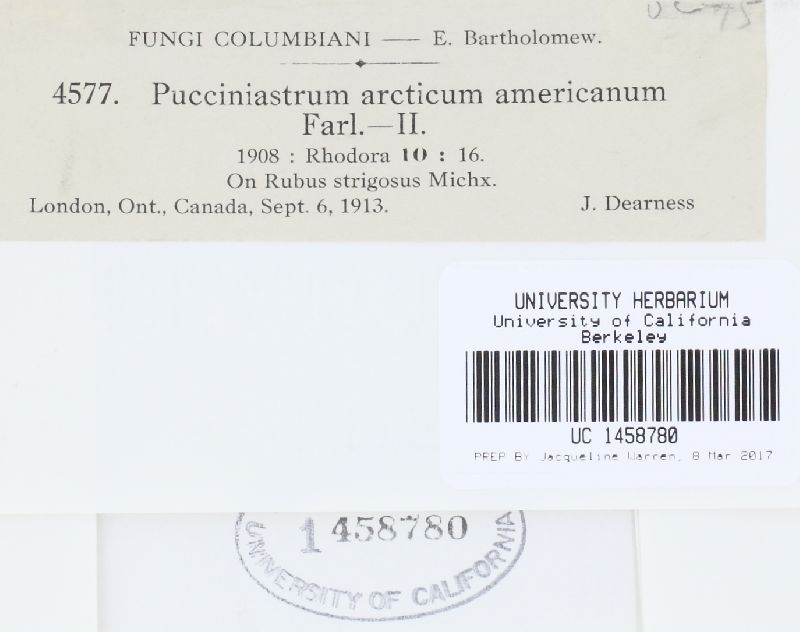 FUNGI COLUMBIANI — E. Bartholomew.
4577. Pucciniastrum arcticum americanum
Farl.—II.
1908 : Rhodora 10 : 16.
On Rubus strigosus Michx.
London, Ont., Canada, Sept. 6, 1913. J. Dearness
UNIVERSITY HERBARIUM
University of California
Berkeley
UC 1458780
PREP BY Jacqueline Warren, 8 Mar 2017
1458780
UNIVERSITY OF CALIFORNIA